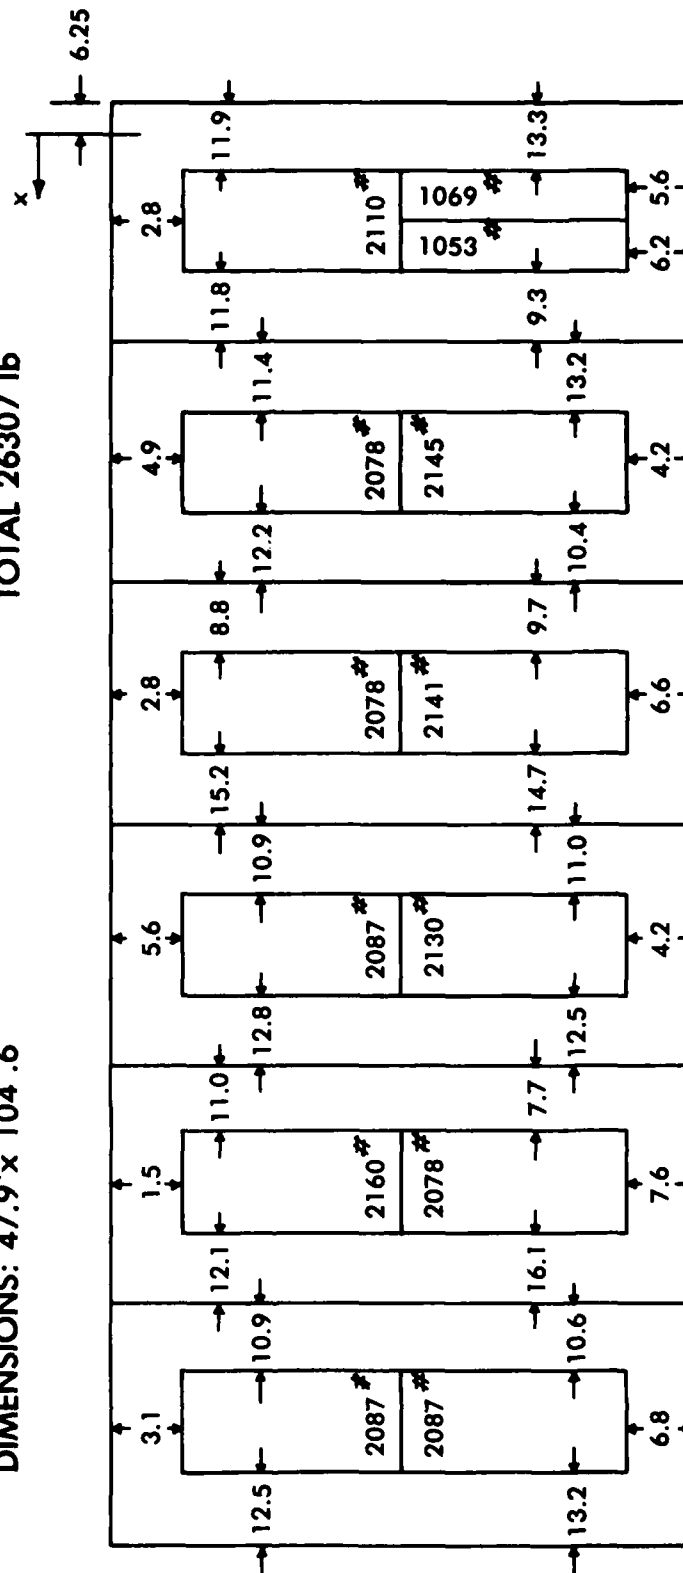 DIMENSIONS: 47.9 x 104.6 TOTAL 26307 lb
x
6.25
3.1 1.5 5.6 2.8 4.9 2.8
12.1 11.0 15.2 8.8 11.8 11.9
12.5 10.9 12.8 10.9 12.2 11.4
2087# 2160# 2087# 2078# 2078# 2110#
2087# 2078# 2130# 2141# 2145# 1053# 1069#
16.1 7.7 14.7 9.7 9.3 13.3
13.2 10.6 12.5 11.0 10.4 13.2
6.8 7.6 4.2 6.6 4.2 6.2 5.6